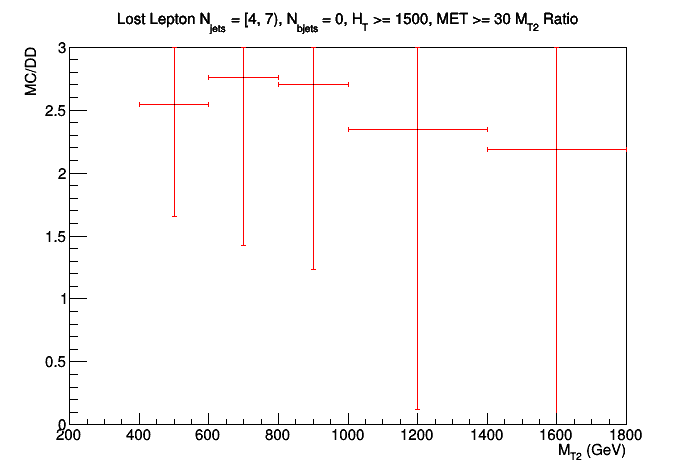 Lost Lepton N_jets = [4, 7), N_bjets = 0, H_T >= 1500, MET >= 30 M_T2 Ratio
MC/DD
3
2.5
2
1.5
1
0.5
0
200 400 600 800 1000 1200 1400 1600 1800
M_T2 (GeV)